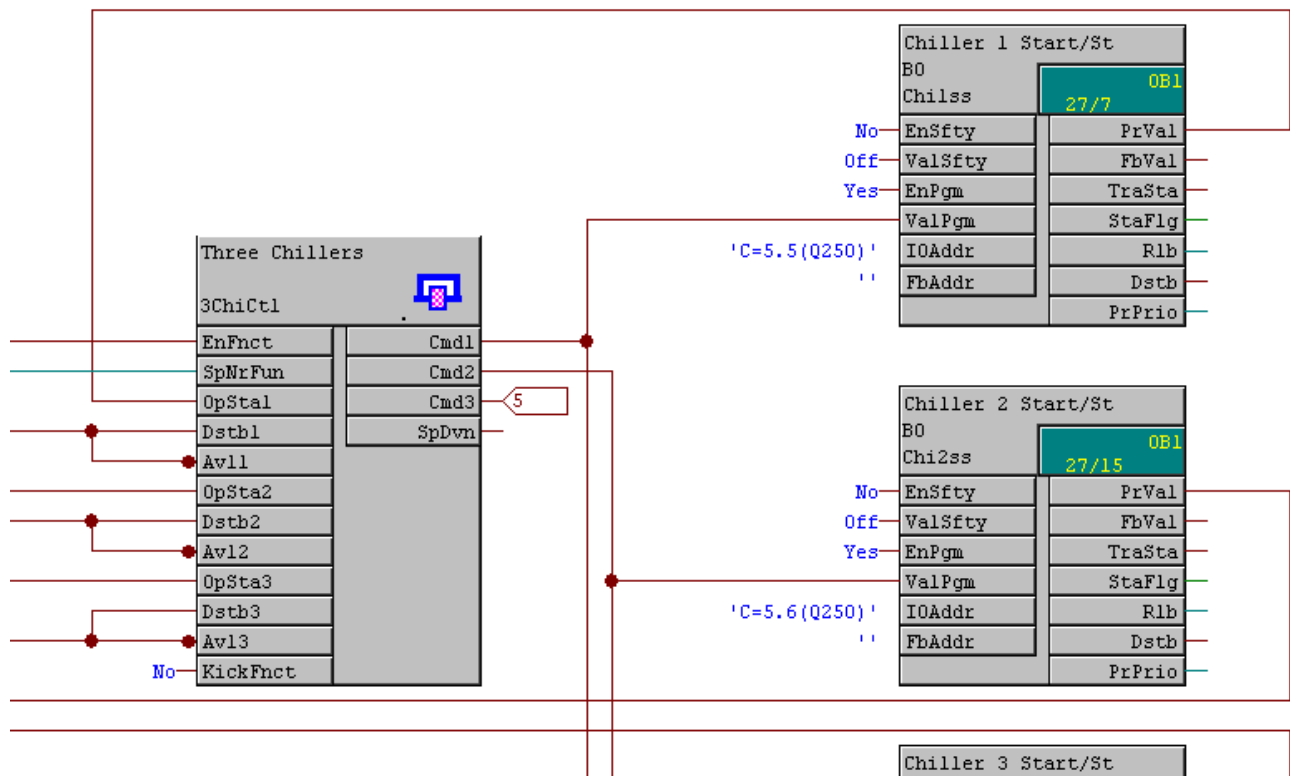 Chiller 1 Start/St
BO
Chi1ss
OB1
27/7
No EnSfty PrVal
Off ValSfty FbVal
Yes EnPgm TraSta
ValPgm StaFlg
'C=5.5(Q250)' IOAddr Rlb
'' FbAddr Dstb
PrPrio
Three Chillers
3ChiCtl
EnFnct Cmd1
SpNrFun Cmd2
OpSta1 Cmd3 5
Dstb1 SpDvn
Avl1
OpSta2
Dstb2
Avl2
OpSta3
Dstb3
Avl3
No KickFnct
Chiller 2 Start/St
BO
Chi2ss
OB1
27/15
No EnSfty PrVal
Off ValSfty FbVal
Yes EnPgm TraSta
ValPgm StaFlg
'C=5.6(Q250)' IOAddr Rlb
'' FbAddr Dstb
PrPrio
Chiller 3 Start/St